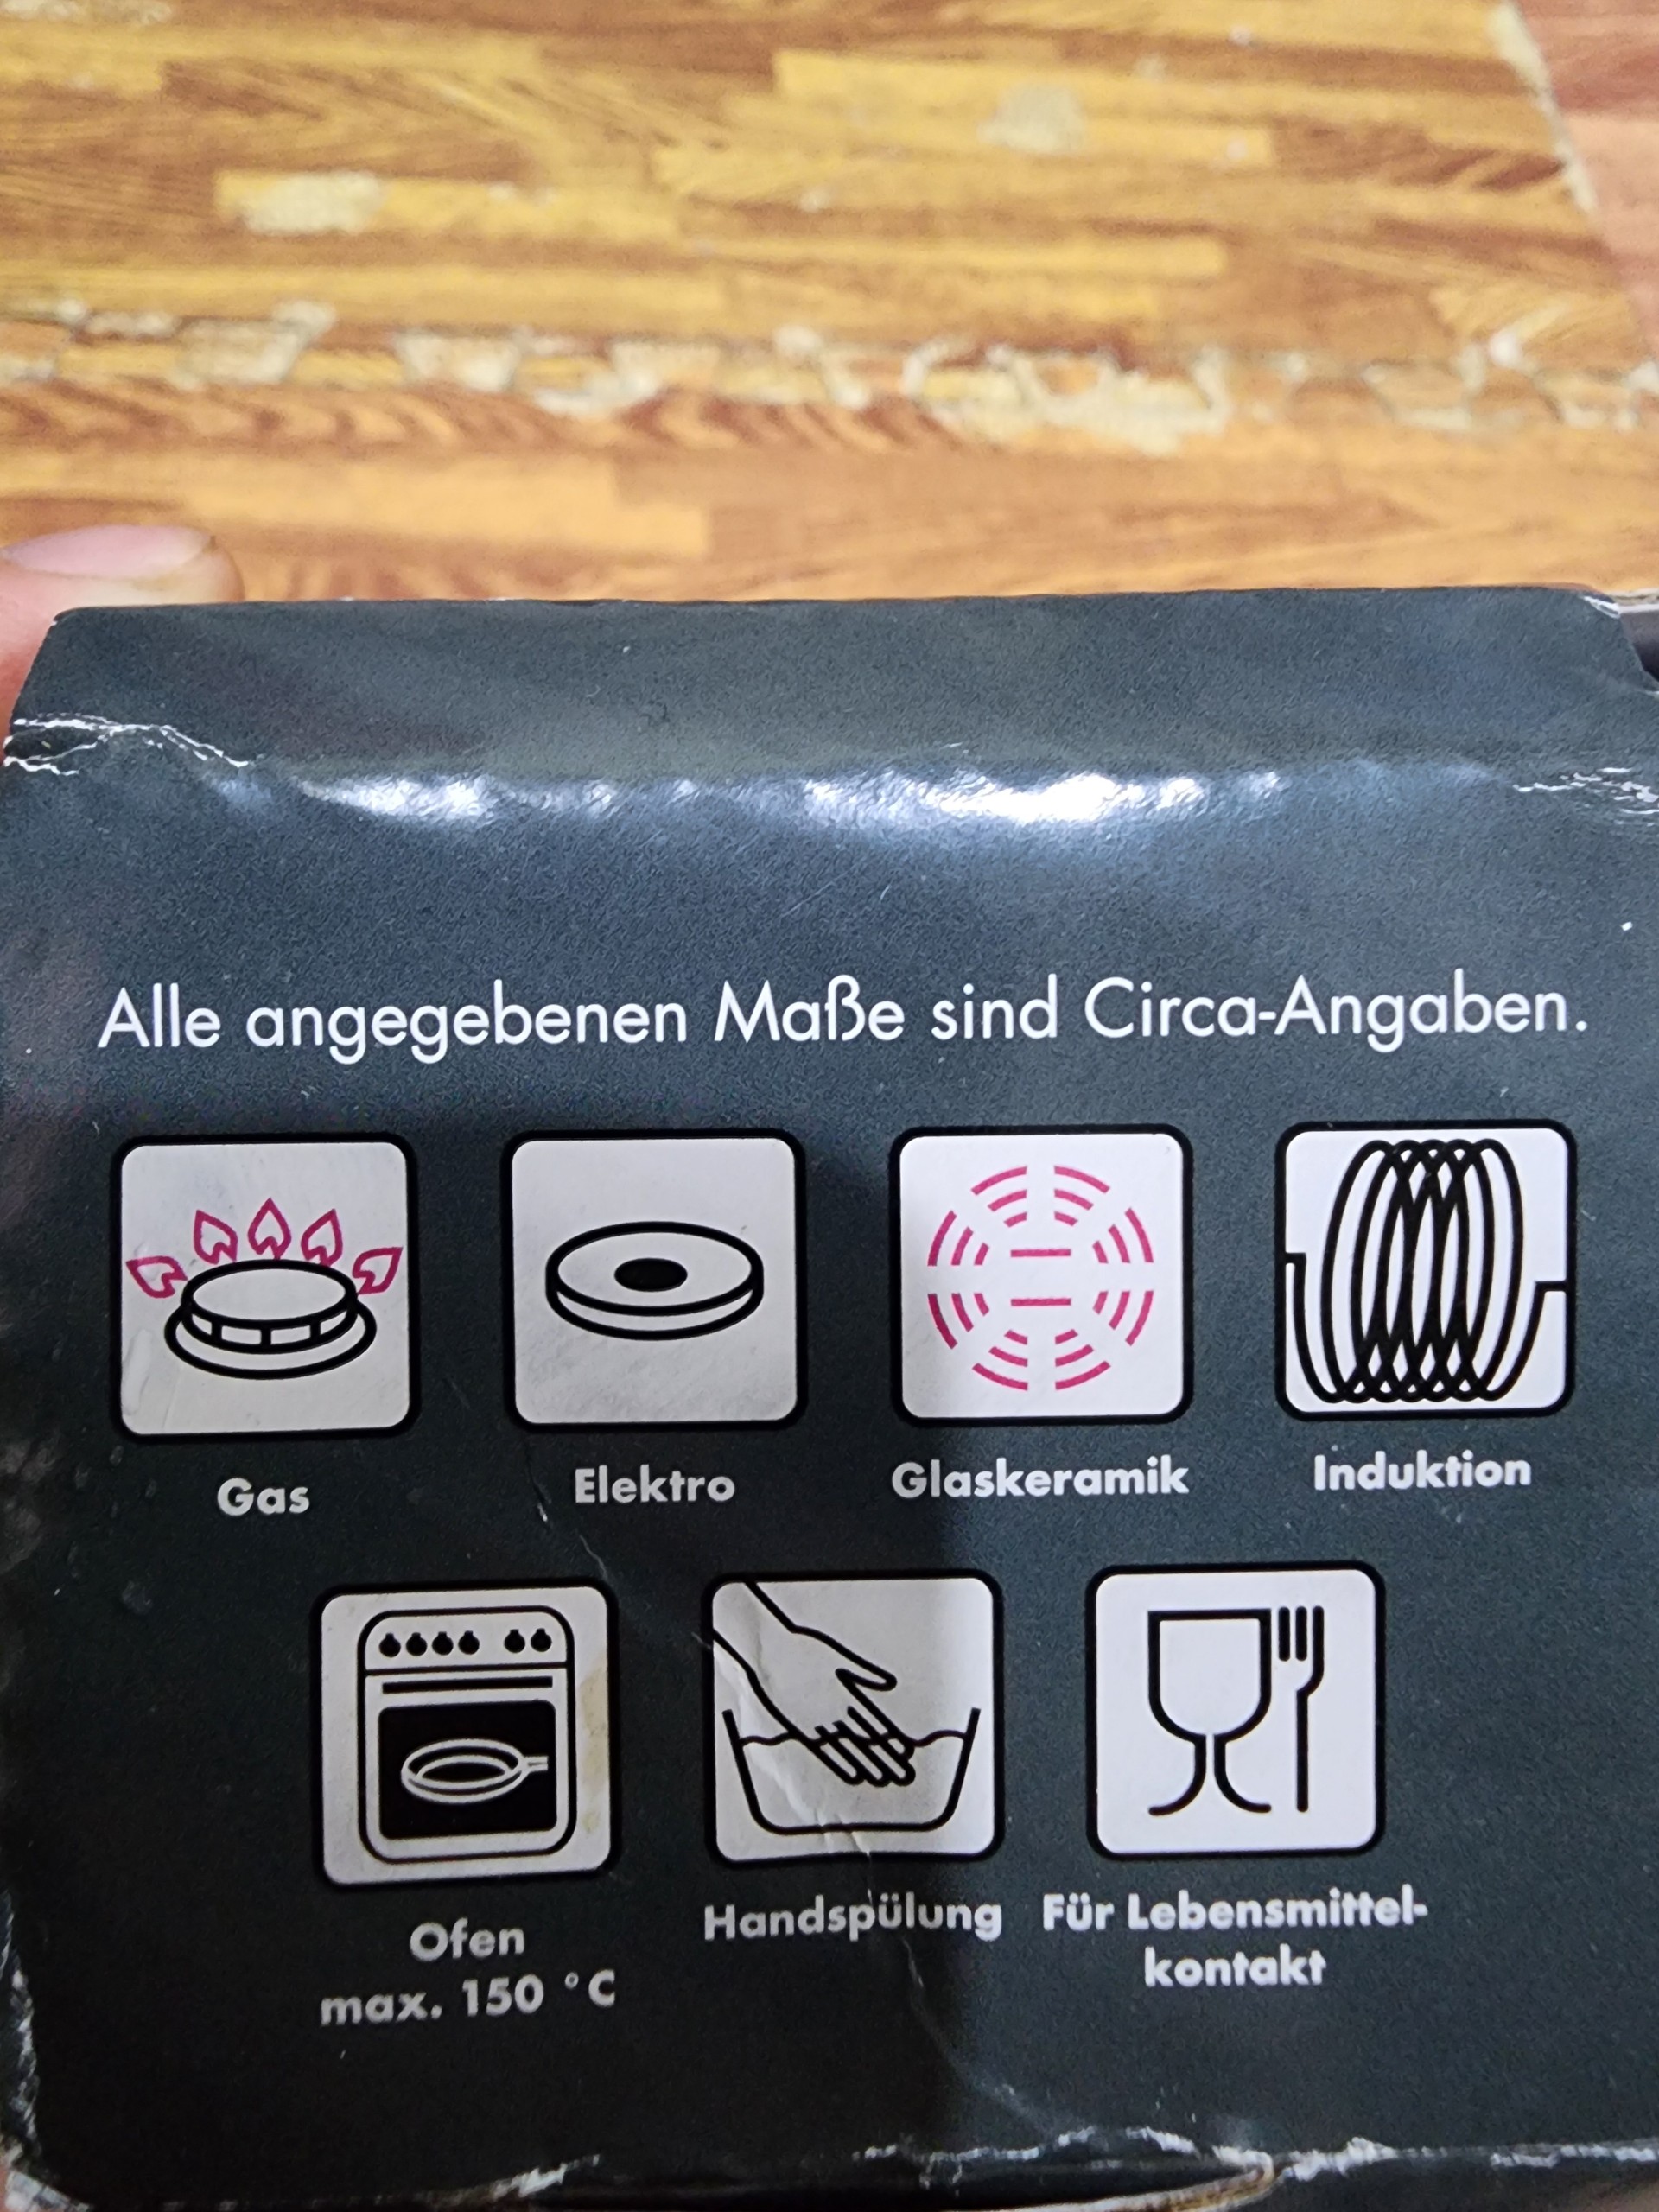 Alle angegebenen Maße sind Circa-Angaben.
Gas Elektro Glaskeramik Induktion
Ofen Handspülung Für Lebensmittel-
max. 150 °C kontakt